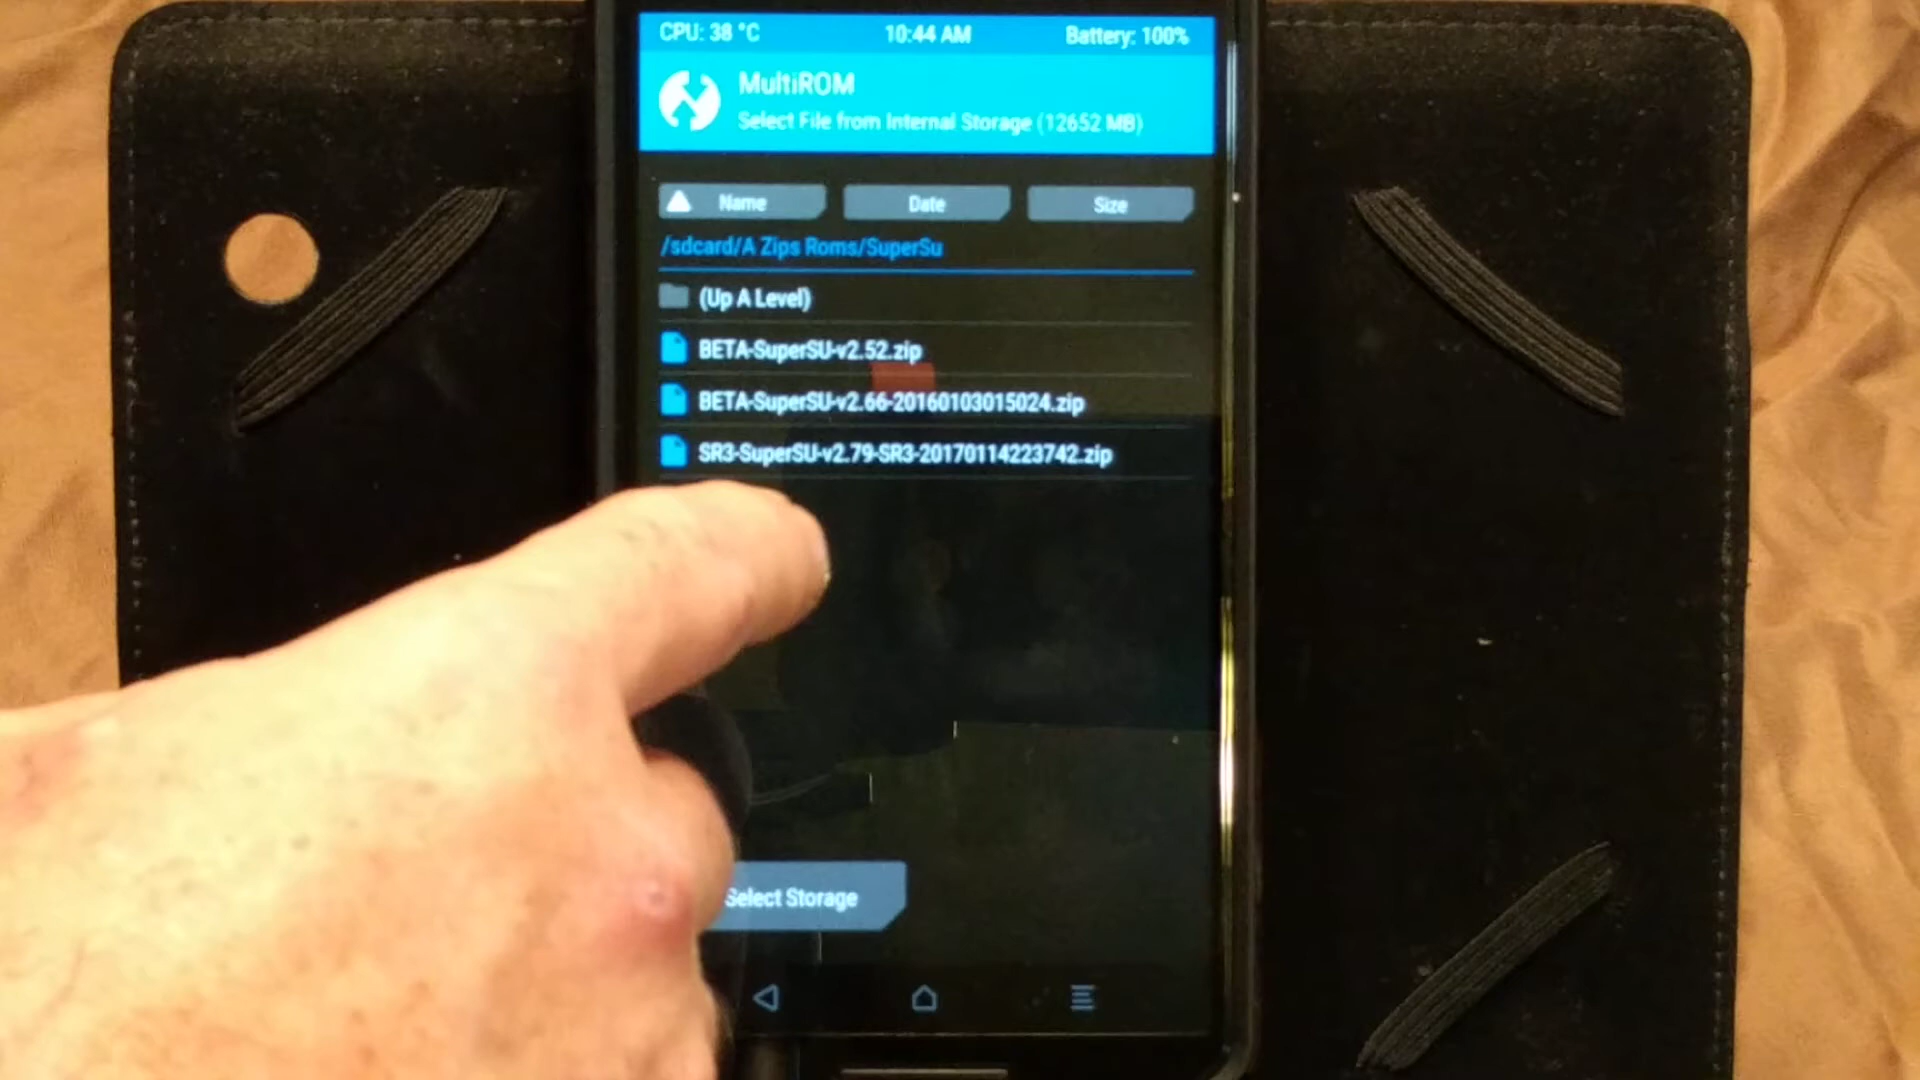 CPU: 38 °C 10:44 AM Battery: 100%
MultiROM
Select File from Internal Storage (12652 MB)
Name Date Size
/sdcard/A Zips Roms/SuperSu
(Up A Level)
BETA-SuperSU-v2.52.zip
BETA-SuperSU-v2.66-20160103015024.zip
SR3-SuperSU-v2.79-SR3-20170114223742.zip
Select Storage